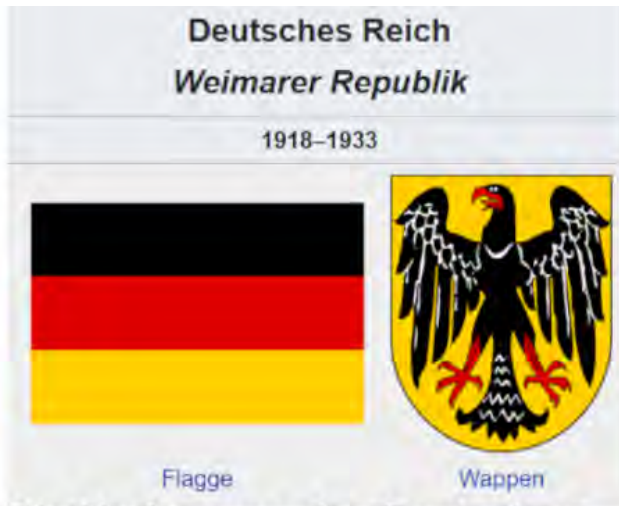 Deutsches Reich
Weimarer Republik
1918–1933
Flagge Wappen